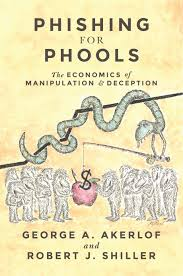 PHISHING
FOR
PHOOLS
THE ECONOMICS of
MANIPULATION & DECEPTION
$
GEORGE A. AKERLOF
and
ROBERT J. SHILLER